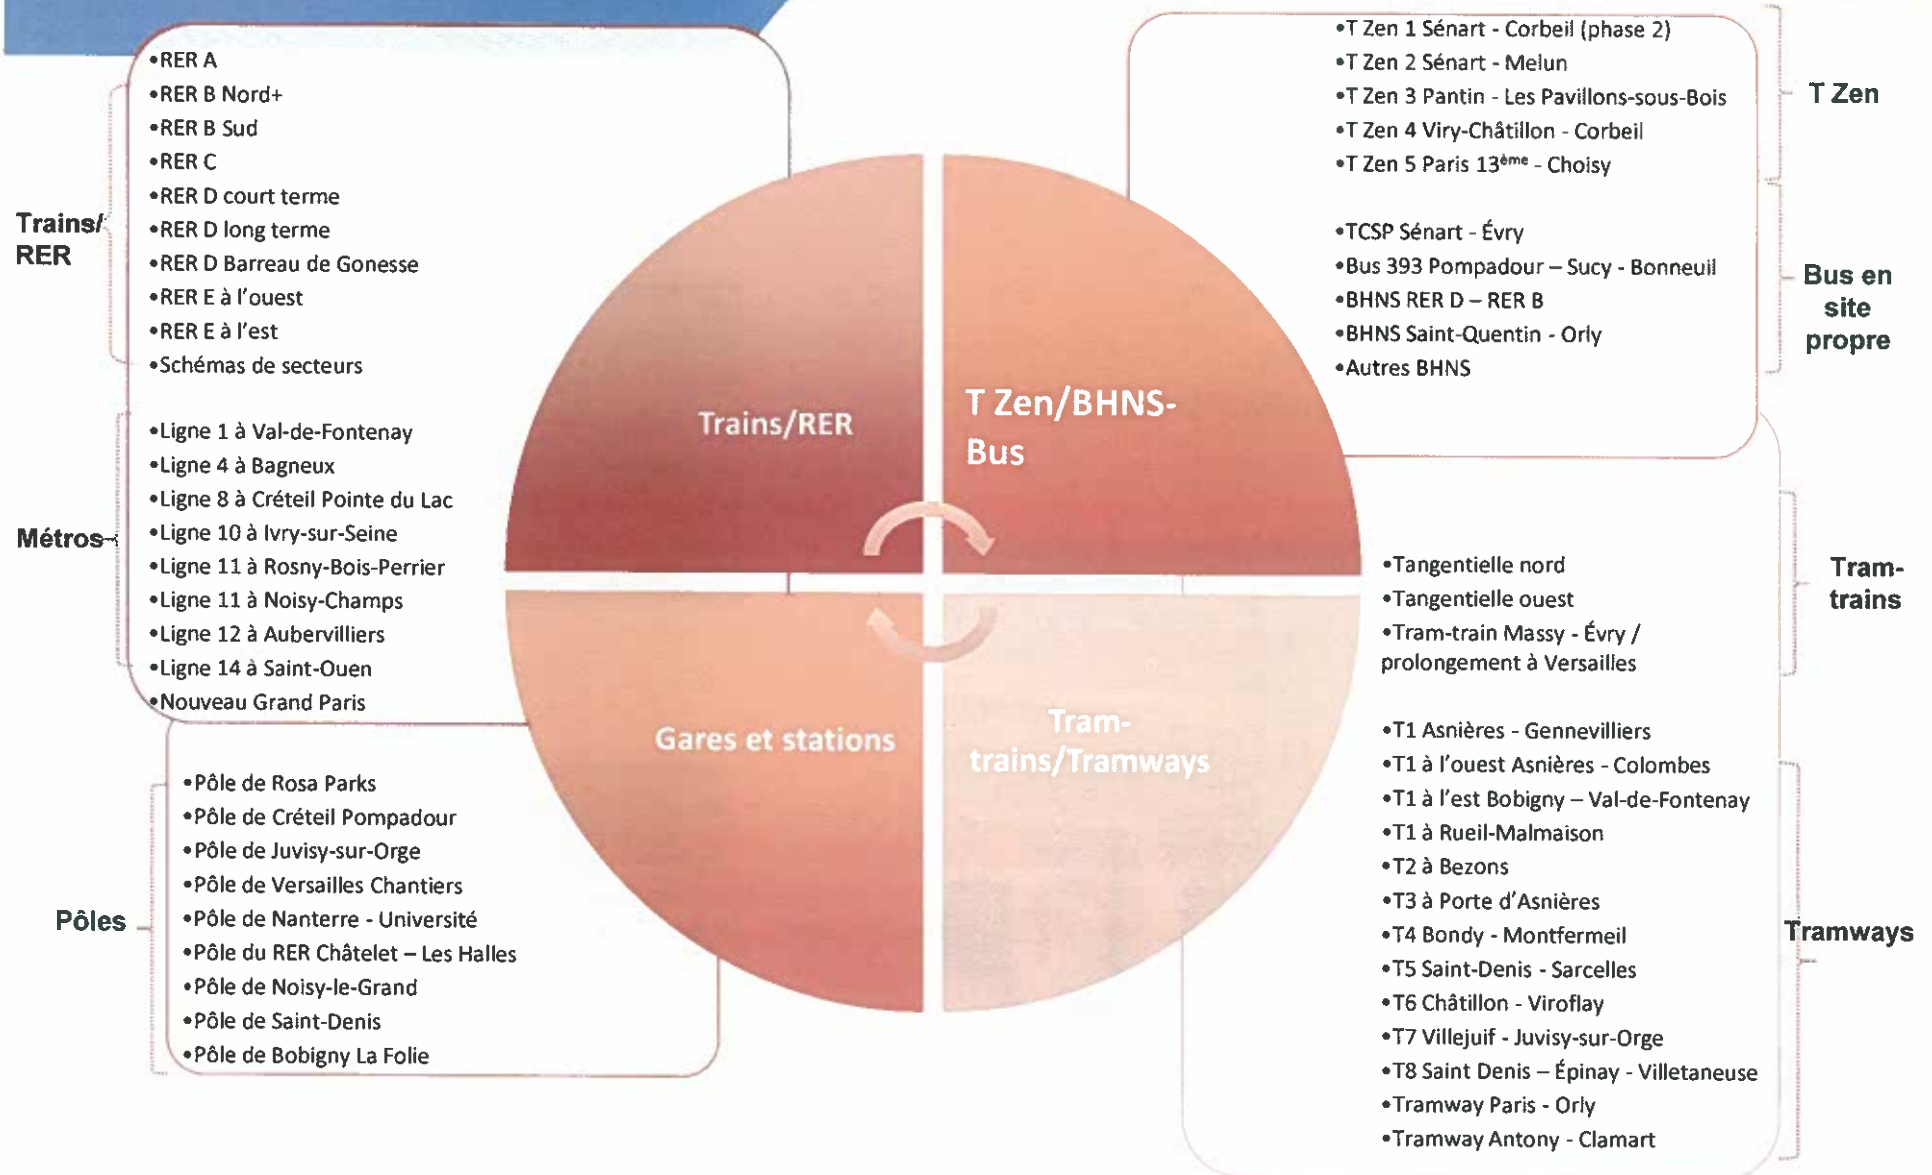 Trains/
RER
•RER A
•RER B Nord+
•RER B Sud
•RER C
•RER D court terme
•RER D long terme
•RER D Barreau de Gonesse
•RER E à l'ouest
•RER E à l'est
•Schémas de secteurs
Métros
•Ligne 1 à Val-de-Fontenay
•Ligne 4 à Bagneux
•Ligne 8 à Créteil Pointe du Lac
•Ligne 10 à Ivry-sur-Seine
•Ligne 11 à Rosny-Bois-Perrier
•Ligne 11 à Noisy-Champs
•Ligne 12 à Aubervilliers
•Ligne 14 à Saint-Ouen
•Nouveau Grand Paris
Pôles
•Pôle de Rosa Parks
•Pôle de Créteil Pompadour
•Pôle de Juvisy-sur-Orge
•Pôle de Versailles Chantiers
•Pôle de Nanterre - Université
•Pôle du RER Châtelet – Les Halles
•Pôle de Noisy-le-Grand
•Pôle de Saint-Denis
•Pôle de Bobigny La Folie
Trains/RER
T Zen/BHNS-
Bus
Gares et stations
Tram-
trains/Tramways
•T Zen 1 Sénart - Corbeil (phase 2)
•T Zen 2 Sénart - Melun
•T Zen 3 Pantin - Les Pavillons-sous-Bois
•T Zen 4 Viry-Châtillon - Corbeil
•T Zen 5 Paris 13ème - Choisy
T Zen
•TCSP Sénart - Évry
•Bus 393 Pompadour – Sucy - Bonneuil
•BHNS RER D – RER B
•BHNS Saint-Quentin - Orly
•Autres BHNS
Bus en
site
propre
•Tangentielle nord
•Tangentielle ouest
•Tram-train Massy - Évry /
prolongement à Versailles
Tram-
trains
•T1 Asnières - Gennevilliers
•T1 à l'ouest Asnières - Colombes
•T1 à l'est Bobigny – Val-de-Fontenay
•T1 à Rueil-Malmaison
•T2 à Bezons
•T3 à Porte d'Asnières
•T4 Bondy - Montfermeil
•T5 Saint-Denis - Sarcelles
•T6 Châtillon - Viroflay
•T7 Villejuif - Juvisy-sur-Orge
•T8 Saint Denis – Épinay - Villetaneuse
•Tramway Paris - Orly
•Tramway Antony - Clamart
Tramways